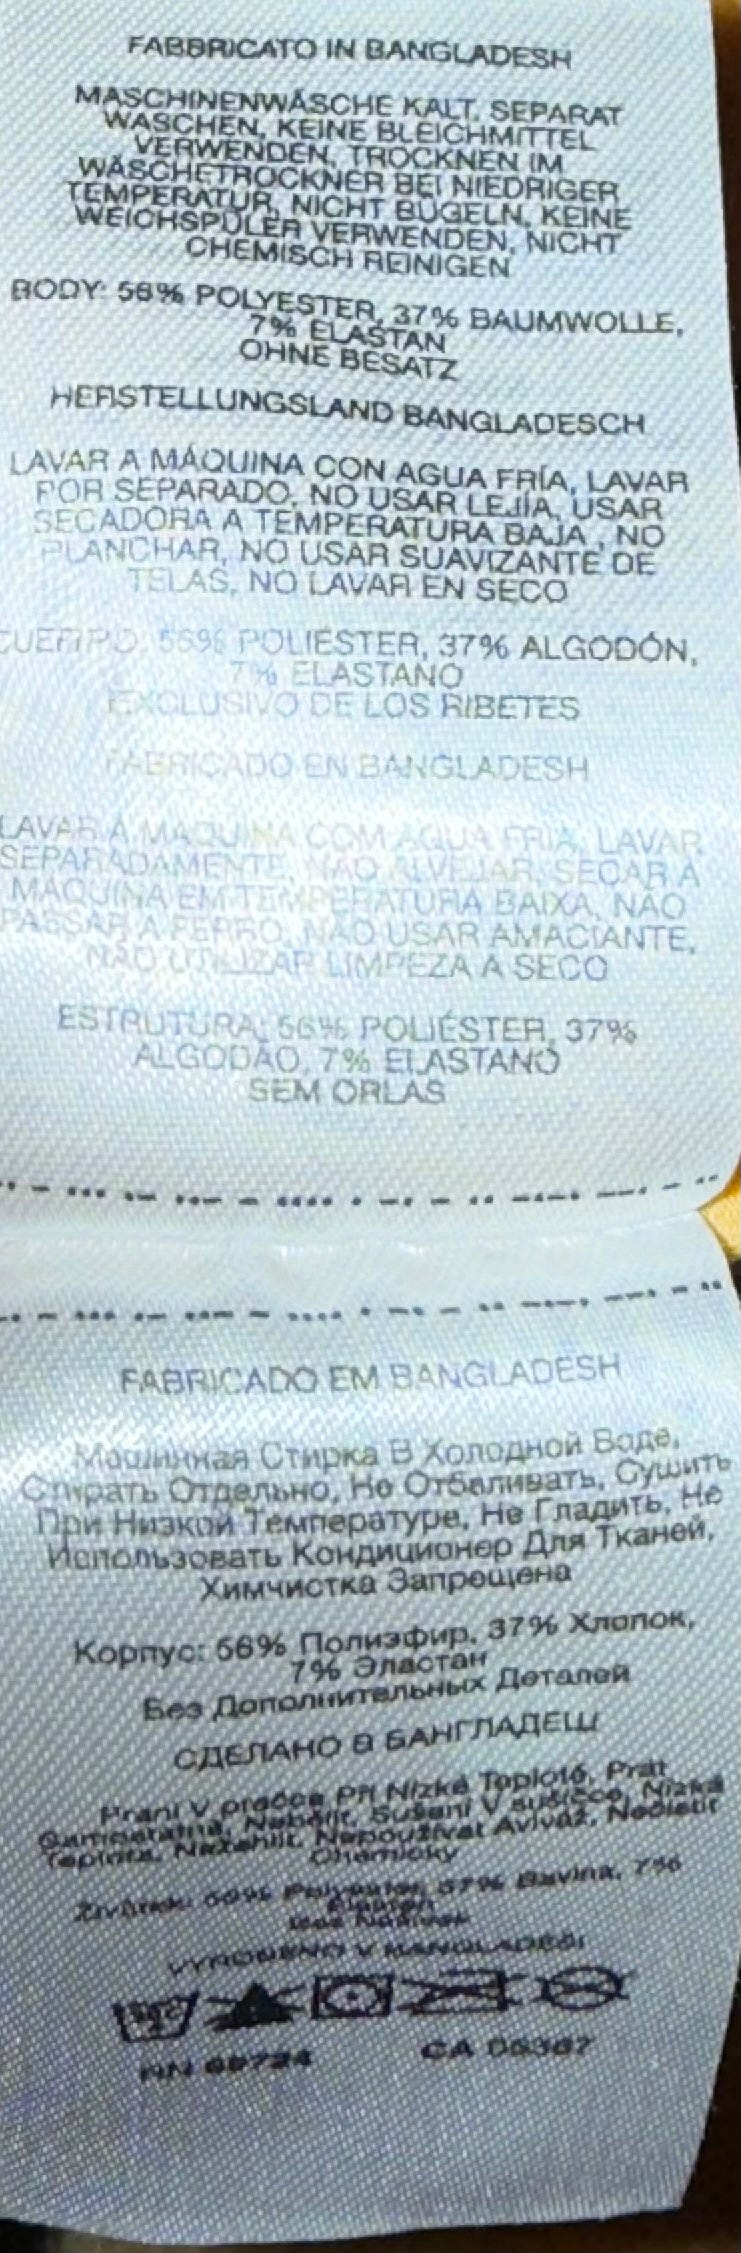 FABBRICATO IN BANGLADESH
MASCHINENWÄSCHE KALT, SEPARAT
WASCHEN, KEINE BLEICHMITTEL
VERWENDEN, TROCKNEN IM
WÄSCHETROCKNER BEI NIEDRIGER
TEMPERATUR, NICHT BÜGELN, KEINE
WEICHSPÜLER VERWENDEN, NICHT
CHEMISCH REINIGEN
BODY: 56% POLYESTER, 37% BAUMWOLLE,
7% ELASTAN
OHNE BESATZ
HERSTELLUNGSLAND BANGLADESCH
LAVAR A MÁQUINA CON AGUA FRÍA, LAVAR
POR SEPARADO, NO USAR LEJÍA, USAR
SECADORA A TEMPERATURA BAJA , NO
PLANCHAR, NO USAR SUAVIZANTE DE
TELAS, NO LAVAR EN SECO
CUERPO: 56% POLIÉSTER, 37% ALGODÓN,
7% ELASTANO
EXCLUSIVO DE LOS RIBETES
FABRICADO EN BANGLADESH
LAVAR À MÁQUINA COM ÁGUA FRIA, LAVAR
SEPARADAMENTE, NÃO ALVEJAR, SECAR A
MÁQUINA EM TEMPERATURA BAIXA, NÃO
PASSAR A FERRO, NÃO USAR AMACIANTE,
NÃO UTILIZAR LIMPEZA A SECO
ESTRUTURA: 56% POLIÉSTER, 37%
ALGODÃO, 7% ELASTANO
SEM ORLAS
FABRICADO EM BANGLADESH
Машинная Стирка В Холодной Воде,
Стирать Отдельно, Не Отбеливать, Сушить
При Низкой Температуре, Не Гладить, Не
Использовать Кондиционер Для Тканей,
Химчистка Запрещена
Корпус: 56% Полиэфир, 37% Хлопок,
7% Эластан
Без Дополнительных Деталей
СДЕЛАНО В БАНГЛАДЕШ
Praní V pračce Při Nízké Teplotě, Prát
Samostatně, Nebělit, Sušení V sušičce, Nízká
Teplota, Nežehlit, Nepoužívat Aviváž, Nečistit
Chemicky
Živůtek: 56% Polyester, 37% Bavlna, 7%
Elastan
VYROBENO V BANGLADÉŠI
CA 05367